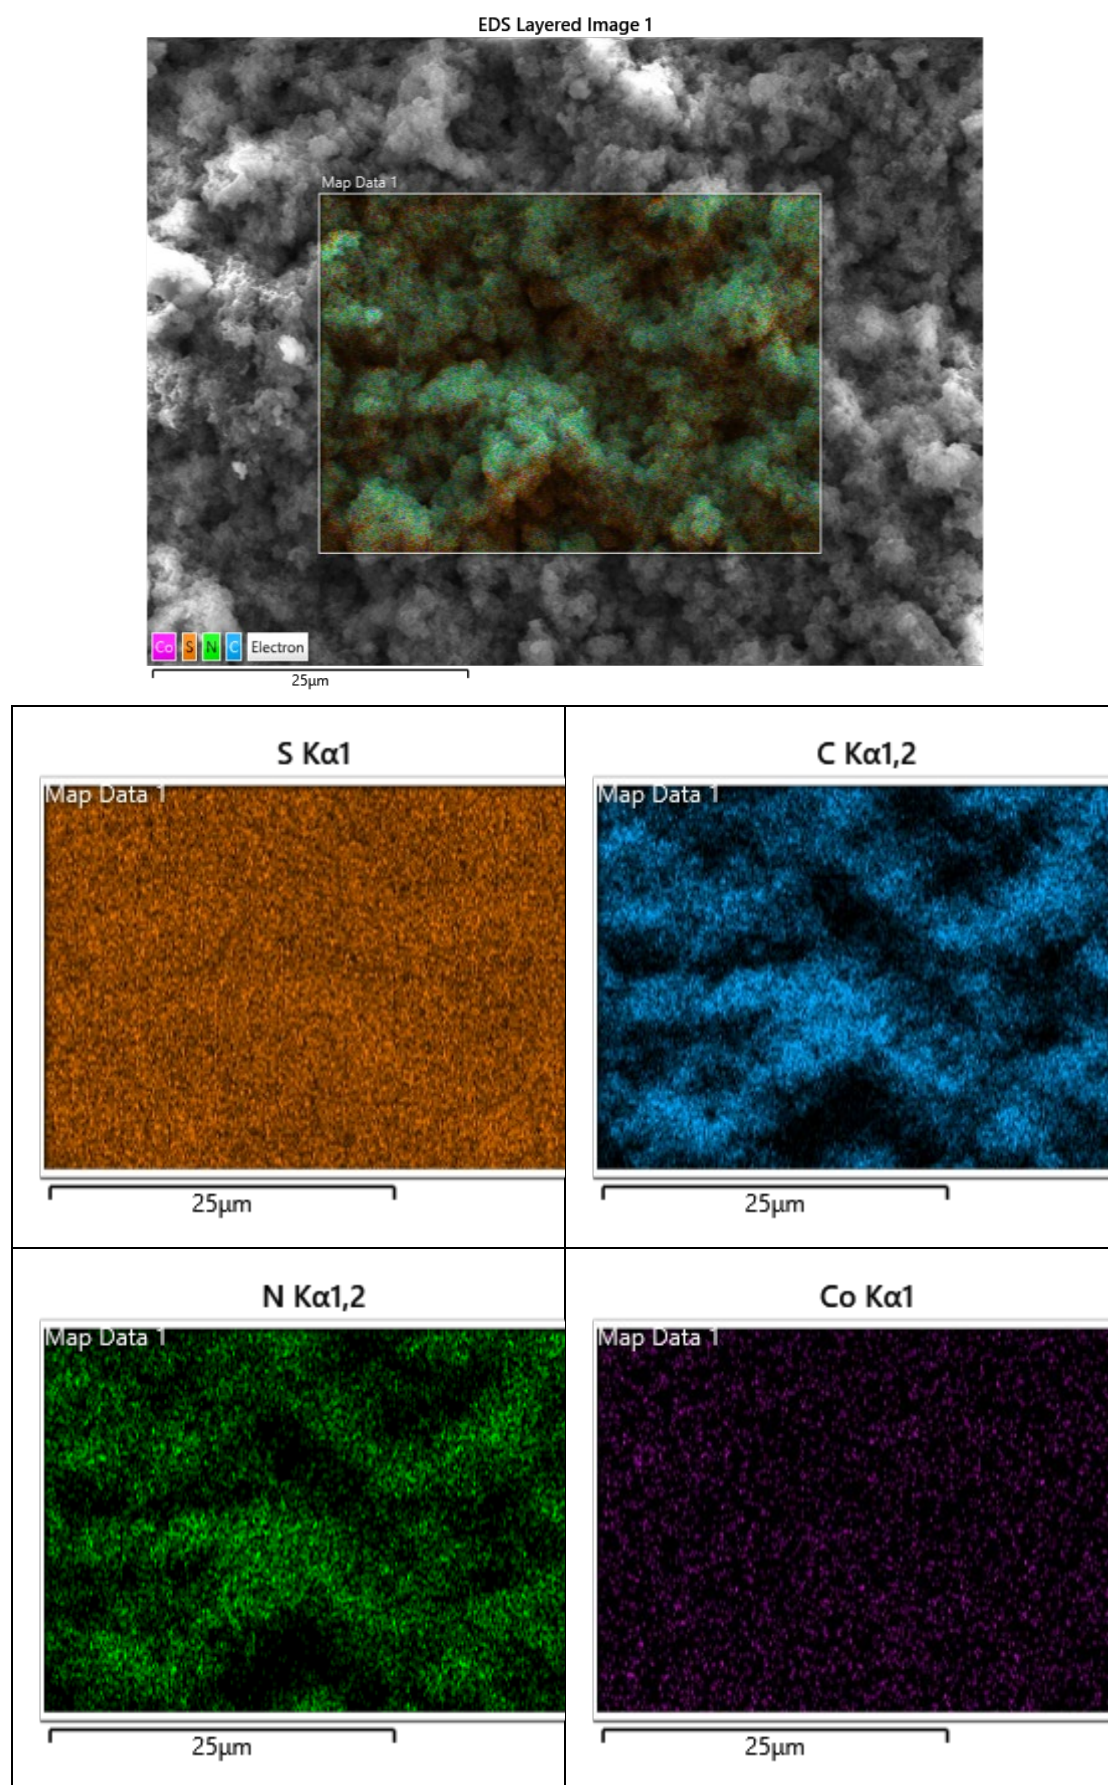 EDS Layered Image 1
Map Data 1
Co S N C Electron
25µm
S Kα1
Map Data 1
25µm
C Kα1,2
Map Data 1
25µm
N Kα1,2
Map Data 1
25µm
Co Kα1
Map Data 1
25µm